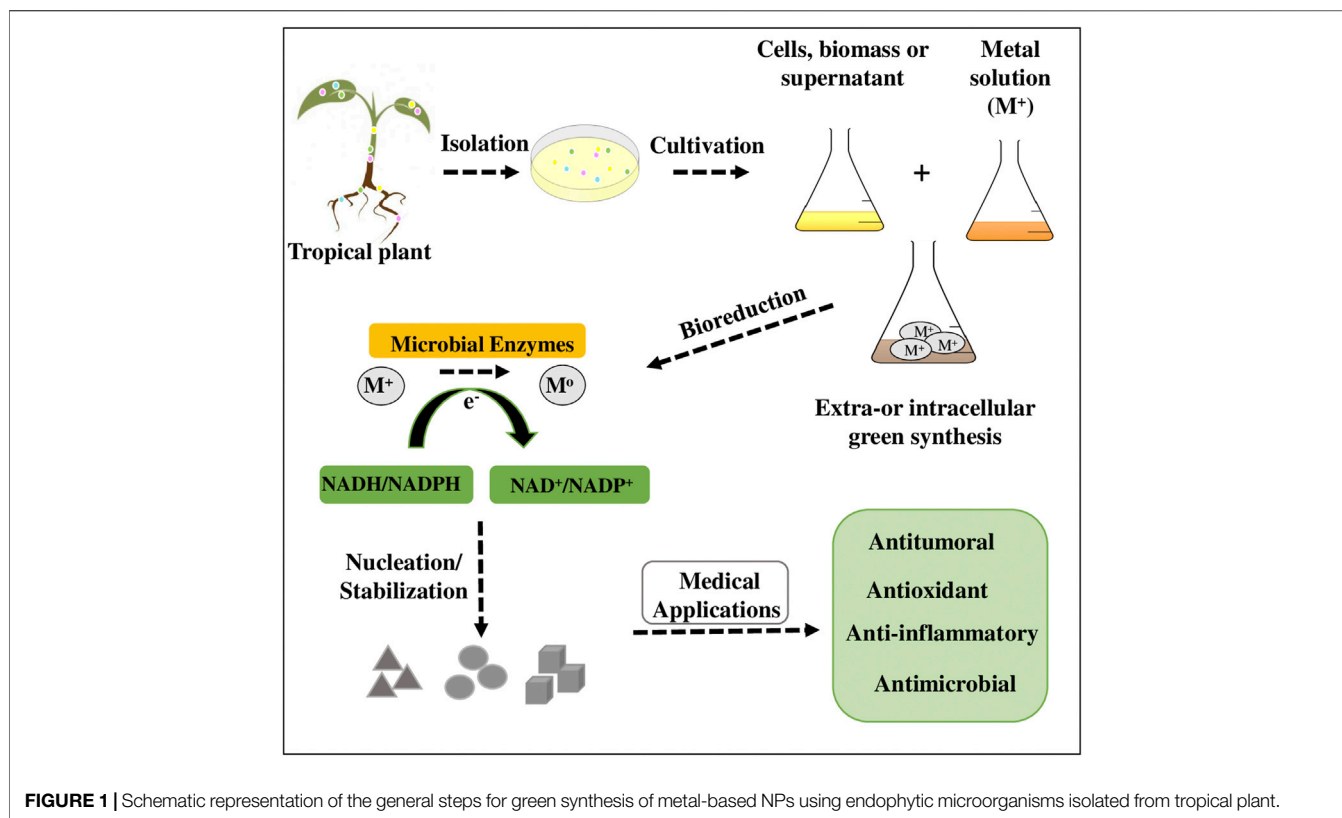 Cells, biomass or
supernatant
Metal
solution
(M⁺)
Isolation
Cultivation
+
Tropical plant
Bioreduction
M⁺
M⁺
M⁺
Extra-or intracellular
green synthesis
Microbial Enzymes
M⁺
Mᵒ
e⁻
NADH/NADPH
NAD⁺/NADP⁺
Nucleation/
Stabilization
Medical
Applications
Antitumoral
Antioxidant
Anti-inflammatory
Antimicrobial
FIGURE 1 | Schematic representation of the general steps for green synthesis of metal-based NPs using endophytic microorganisms isolated from tropical plant.